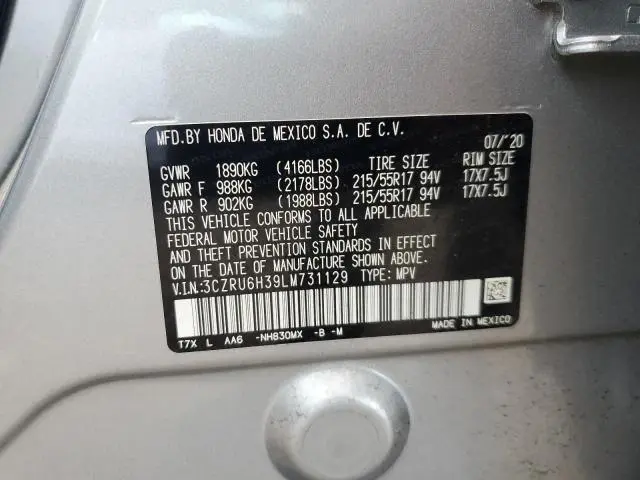 MFD.BY HONDA DE MEXICO S.A. DE C.V.
07/'20
GVWR 1890KG (4166LBS) TIRE SIZE RIM SIZE
GAWR F 988KG (2178LBS) 215/55R17 94V 17X7.5J
GAWR R 902KG (1988LBS) 215/55R17 94V 17X7.5J
THIS VEHICLE CONFORMS TO ALL APPLICABLE
FEDERAL MOTOR VEHICLE SAFETY
AND THEFT PREVENTION STANDARDS IN EFFECT
ON THE DATE OF MANUFACTURE SHOWN ABOVE.
V.IN:3CZRU6H39LM731129 TYPE: MPV
T7X L AA6 -NH830MX -B -M MADE IN MEXICO